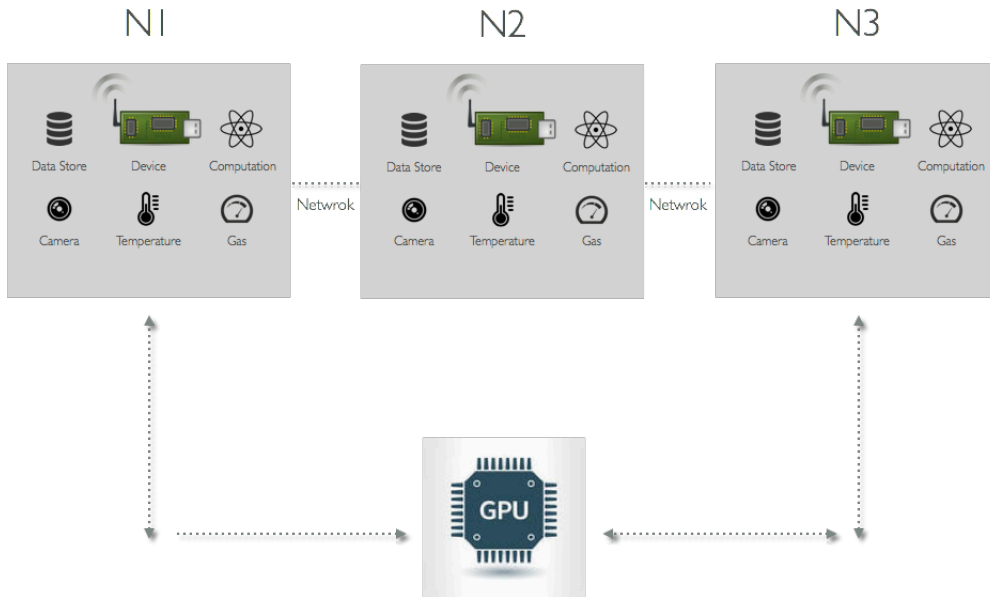 N1
N2
N3
Data Store
Device
Computation
Camera
Temperature
Gas
Netwrok
Data Store
Device
Computation
Camera
Temperature
Gas
Netwrok
Data Store
Device
Computation
Camera
Temperature
Gas
GPU